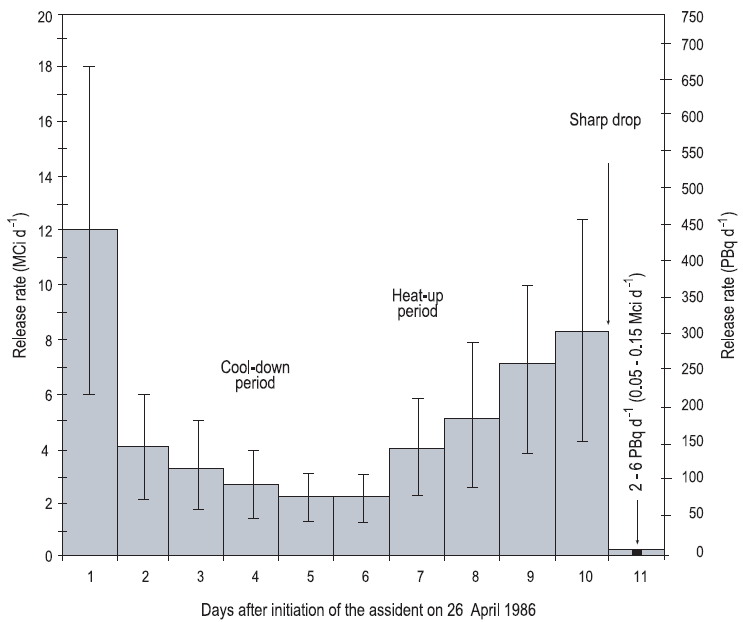 20
18
16
14
12
10
8
6
4
2
0
Release rate (MCi d⁻¹)
750
700
650
600
550
500
450
400
350
300
250
200
150
100
50
0
Release rate (PBq d⁻¹)
Sharp drop
Heat-up
period
Cool-down
period
2 - 6 PBq d⁻¹ (0.05 - 0.15 Mci d⁻¹)
1 2 3 4 5 6 7 8 9 10 11
Days after initiation of the assident on 26 April 1986